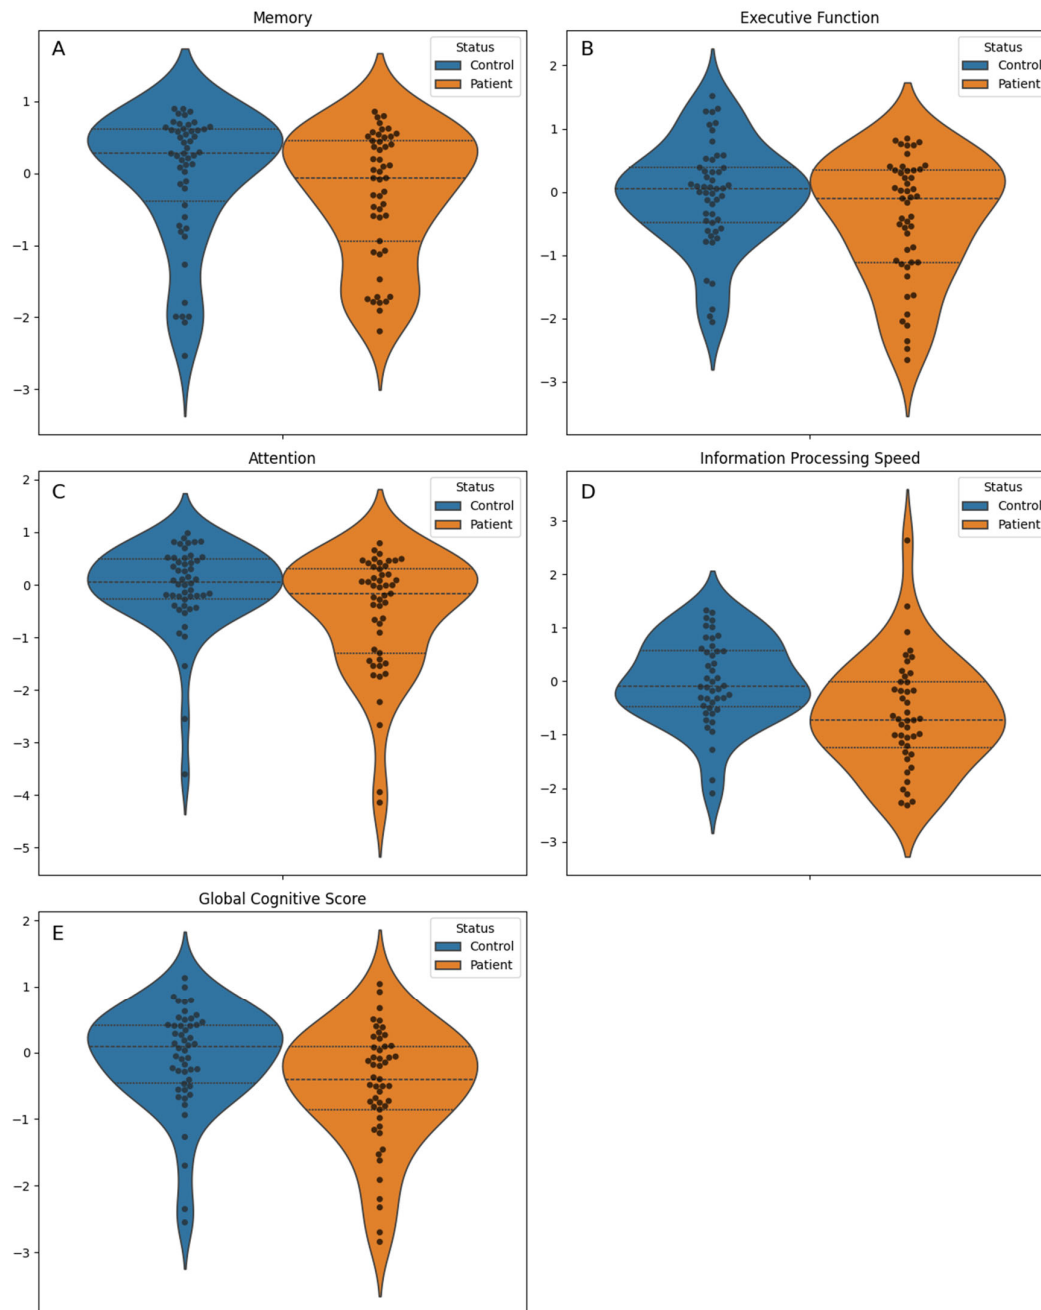 Memory
A
Status
Control
Patient
1
0
−1
−2
−3
Executive Function
B
Status
Control
Patient
2
1
0
−1
−2
−3
Attention
C
Status
Control
Patient
2
1
0
−1
−2
−3
−4
−5
Information Processing Speed
D
Status
Control
Patient
3
2
1
0
−1
−2
−3
Global Cognitive Score
E
Status
Control
Patient
2
1
0
−1
−2
−3